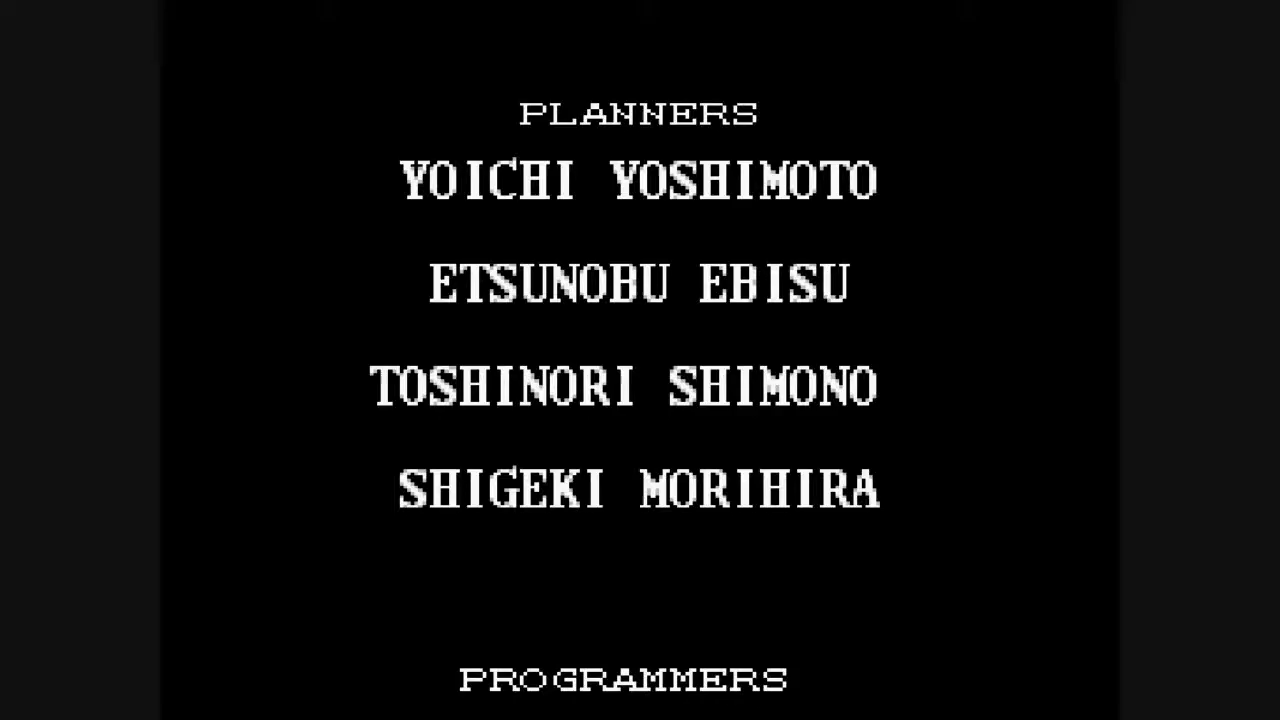 PLANNERS
YOICHI YOSHIMOTO
ETSUNOBU EBISU
TOSHINORI SHIMONO
SHIGEKI MORIHIRA
PROGRAMMERS